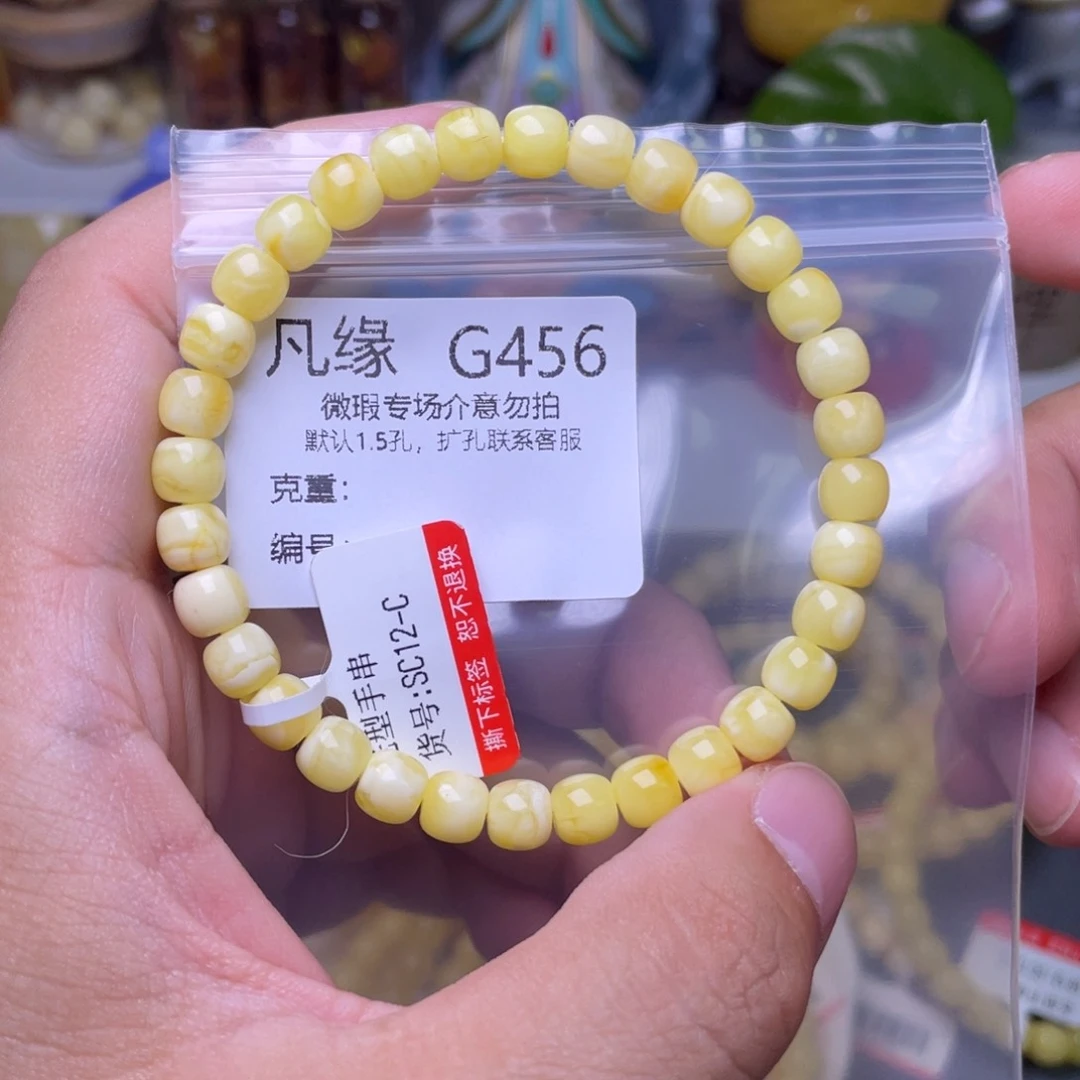 凡缘 G456
微瑕专场介意勿拍
默认1.5孔，扩孔联系客服
克重：
编号:
型手串
货号:SC12-C
撕下标签 恕不退换